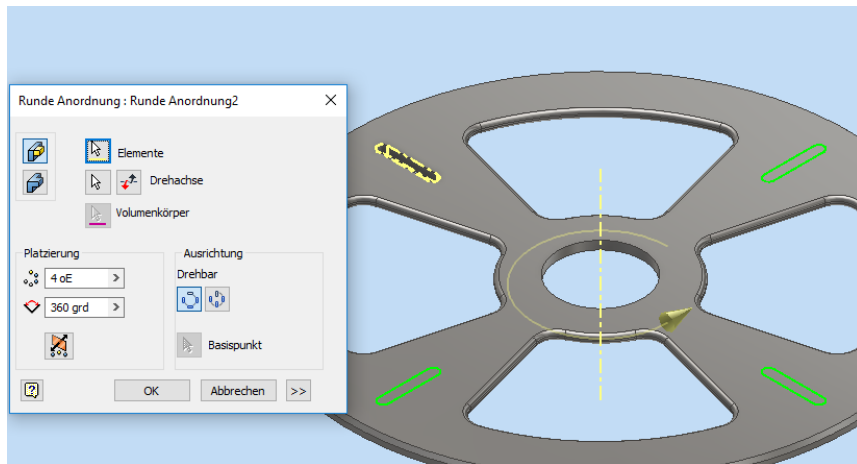 Runde Anordnung : Runde Anordnung2
Elemente
Drehachse
Volumenkörper
Platzierung
4 oE >
360 grd >
Ausrichtung
Drehbar
Basispunkt
OK
Abbrechen
>>